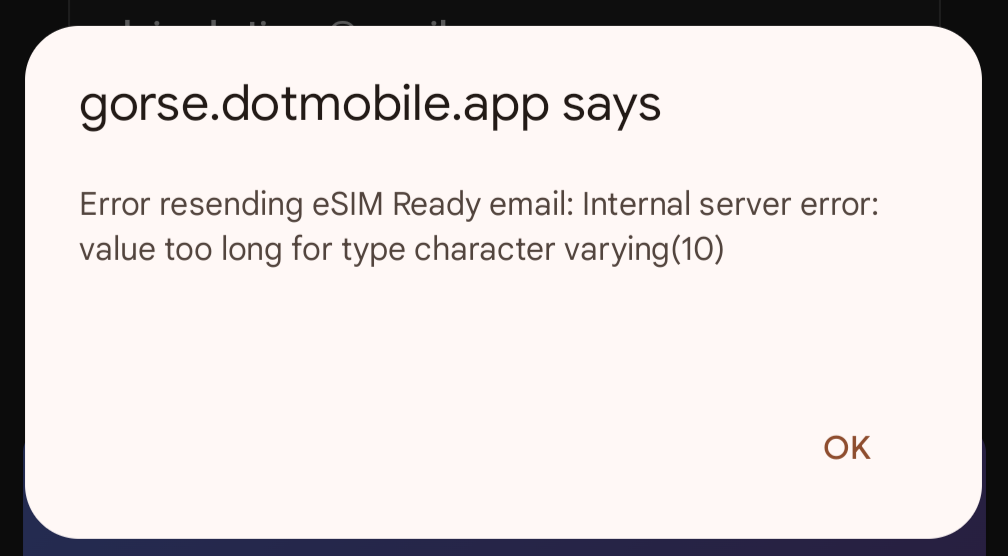 gorse.dotmobile.app says
Error resending eSIM Ready email: Internal server error:
value too long for type character varying(10)
OK